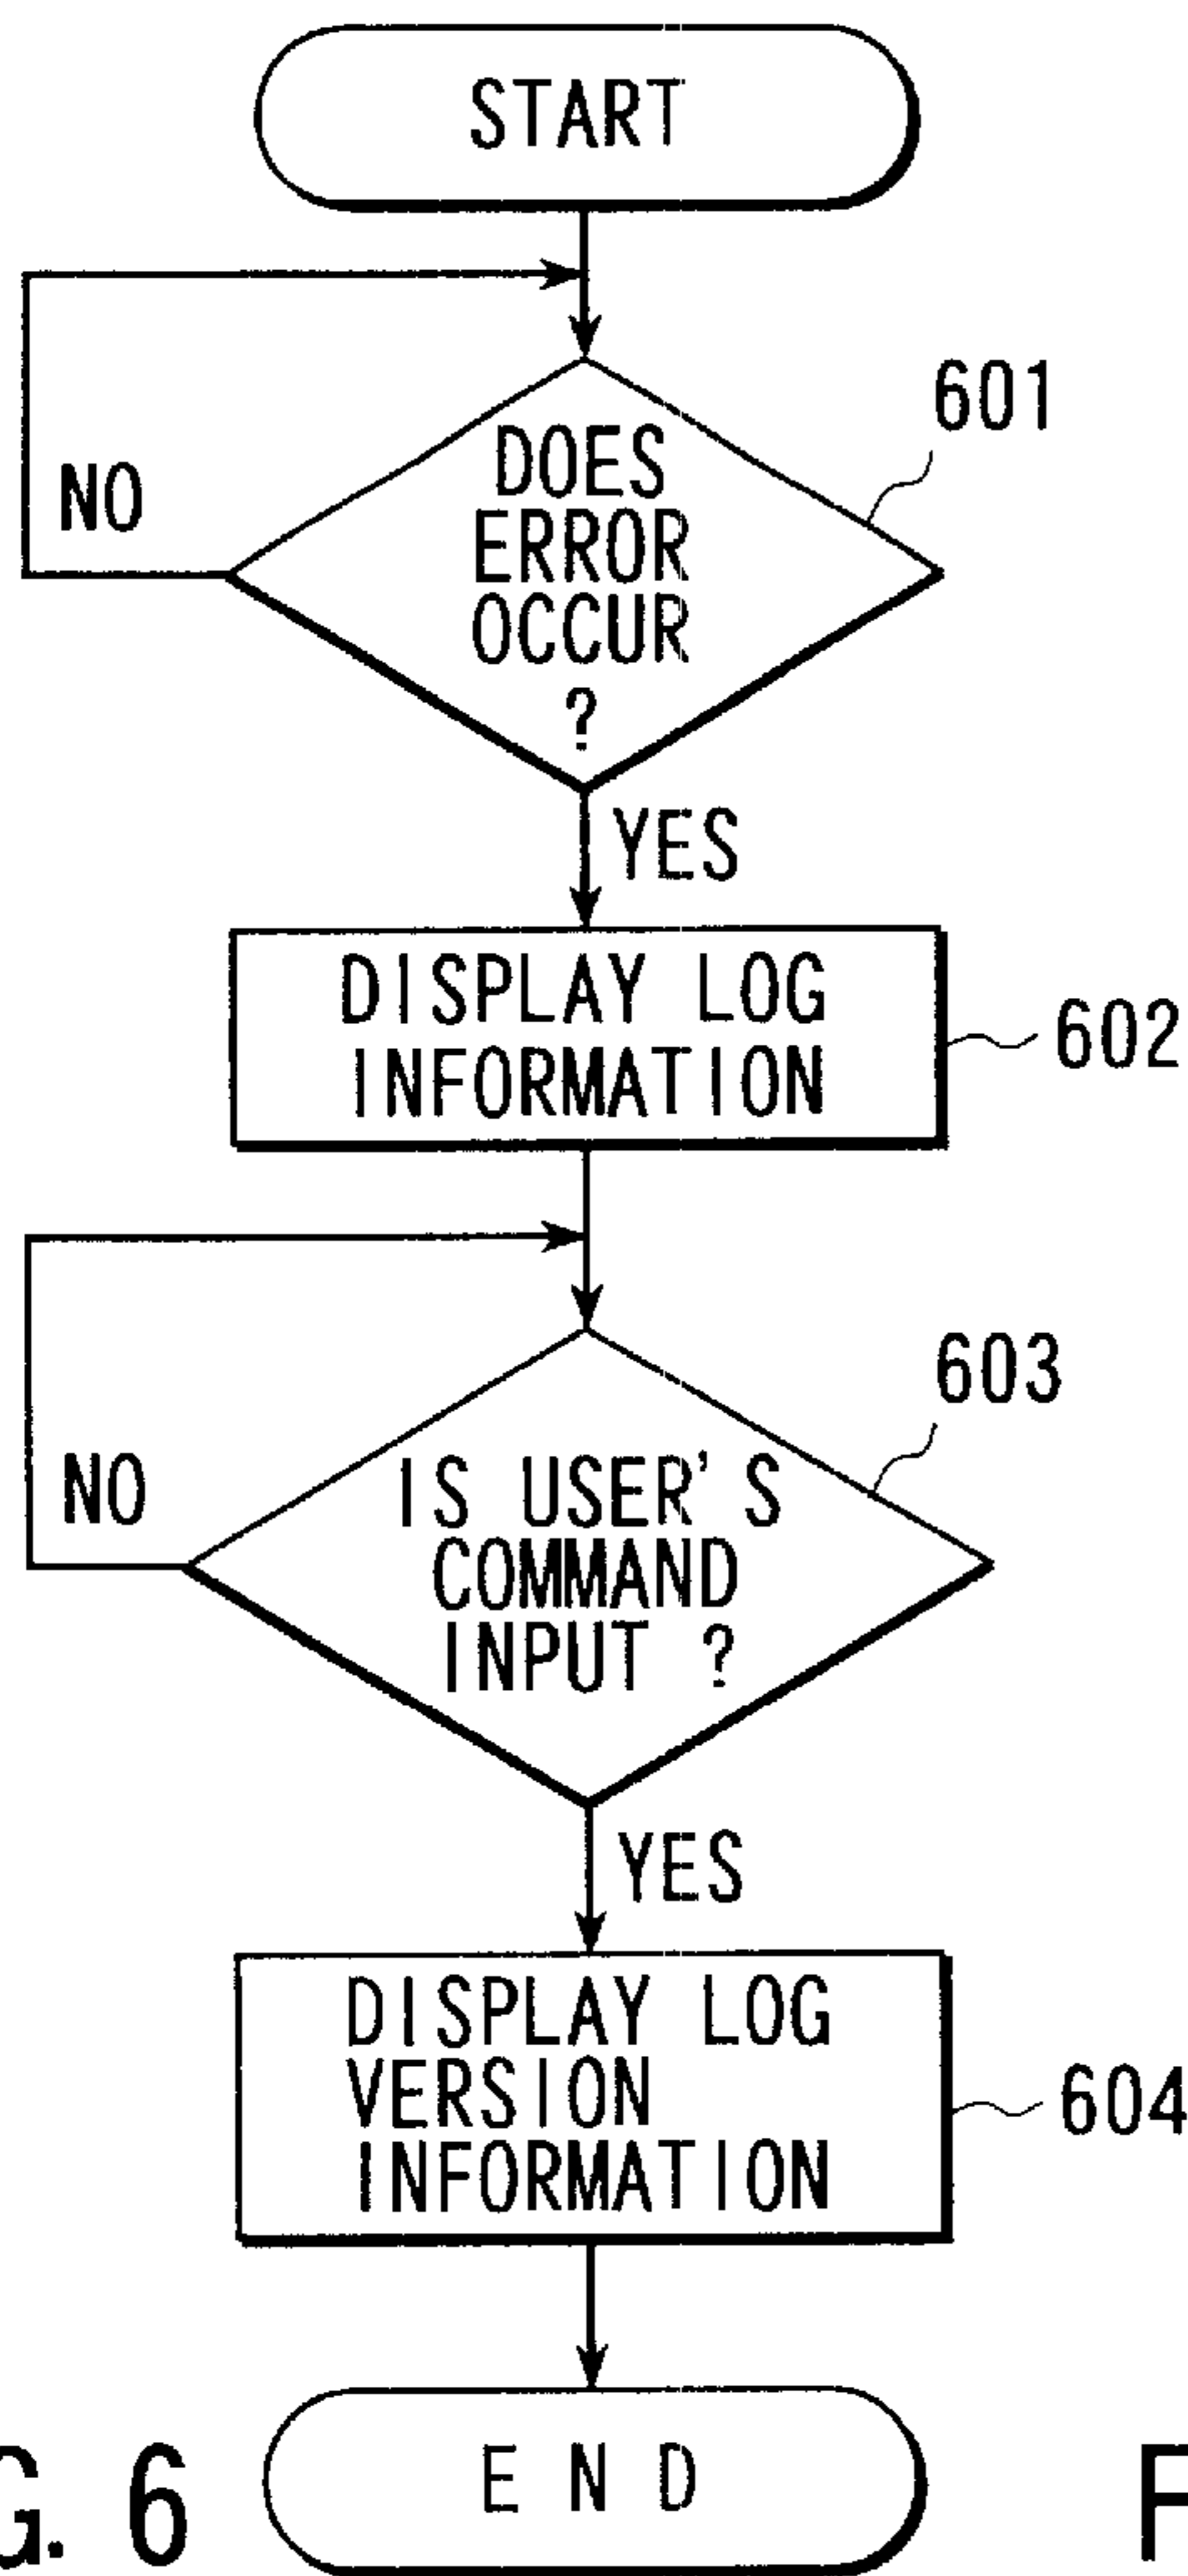 START
601
DOES
ERROR
OCCUR
?
NO
YES
DISPLAY LOG
INFORMATION
602
603
IS USER'S
COMMAND
INPUT ?
NO
YES
DISPLAY LOG
VERSION
INFORMATION
604
END
G. 6
F